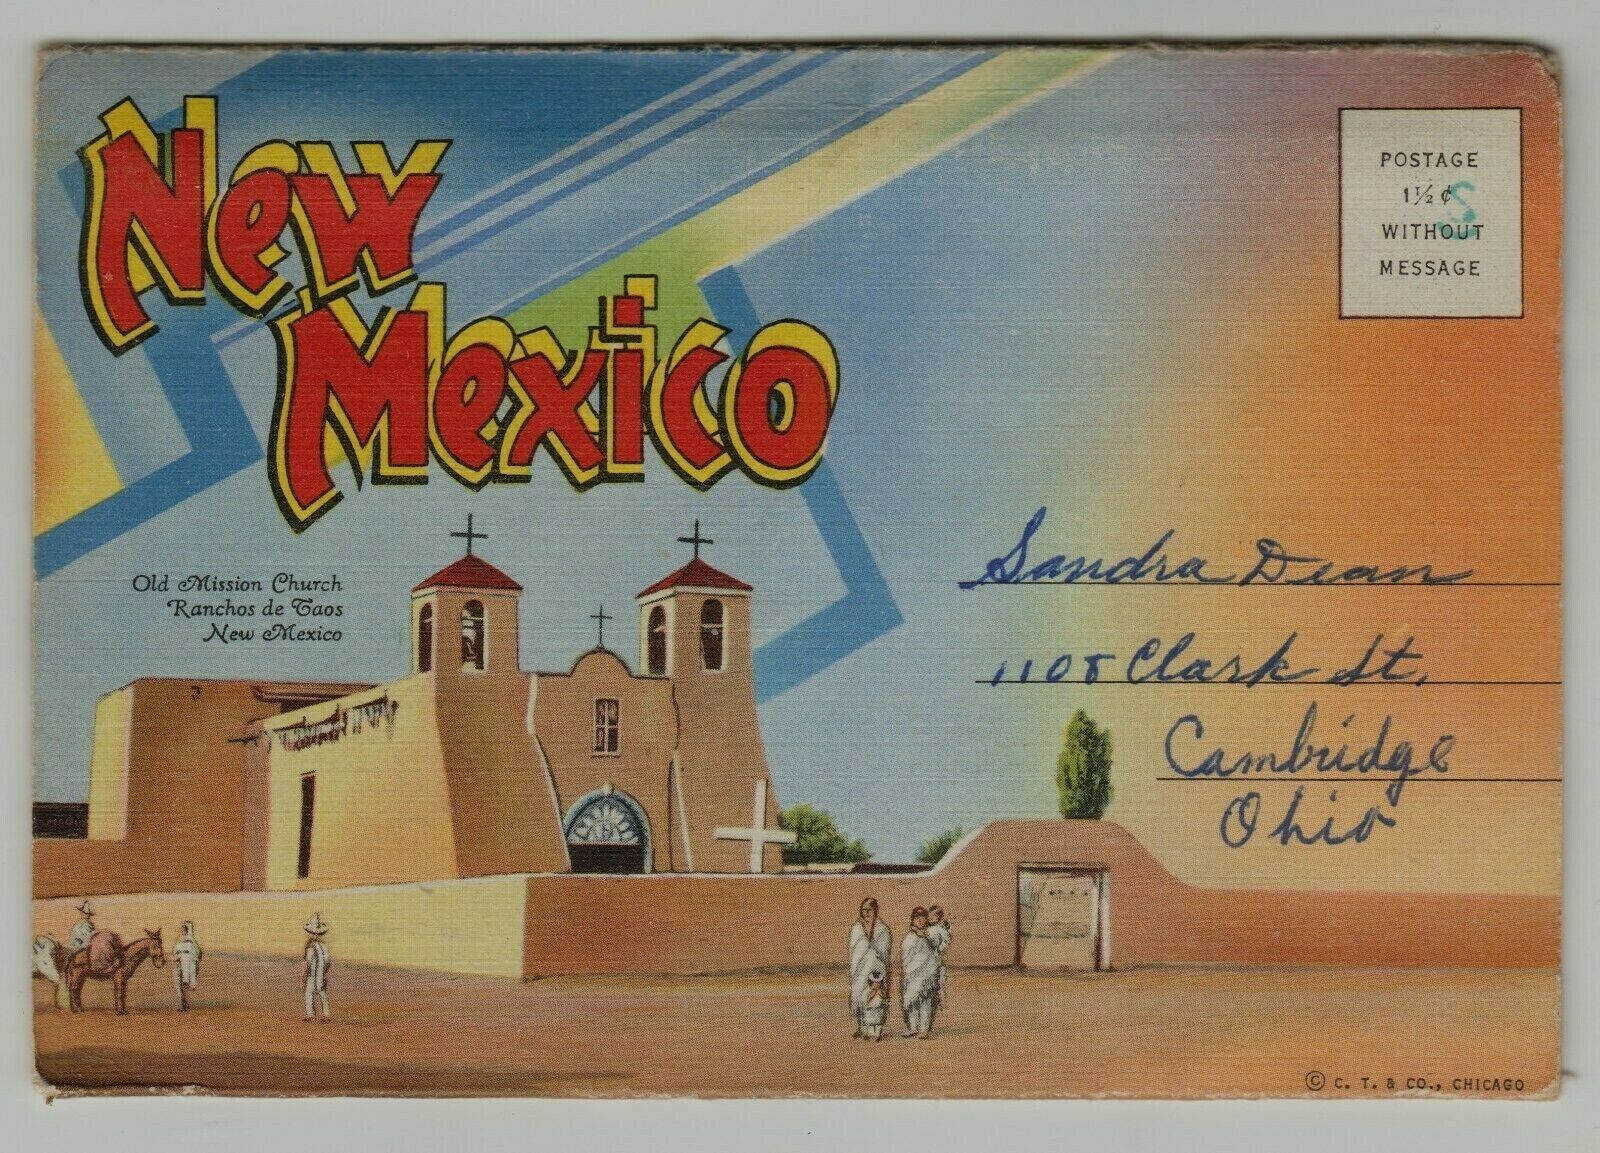 New
Mexico
POSTAGE
1½¢
WITHOUT
MESSAGE
S
Old Mission Church
Ranchos de Taos
New Mexico
Sandra Dean
1108 Clark St,
Cambridge
Ohio
© C. T. & CO., CHICAGO